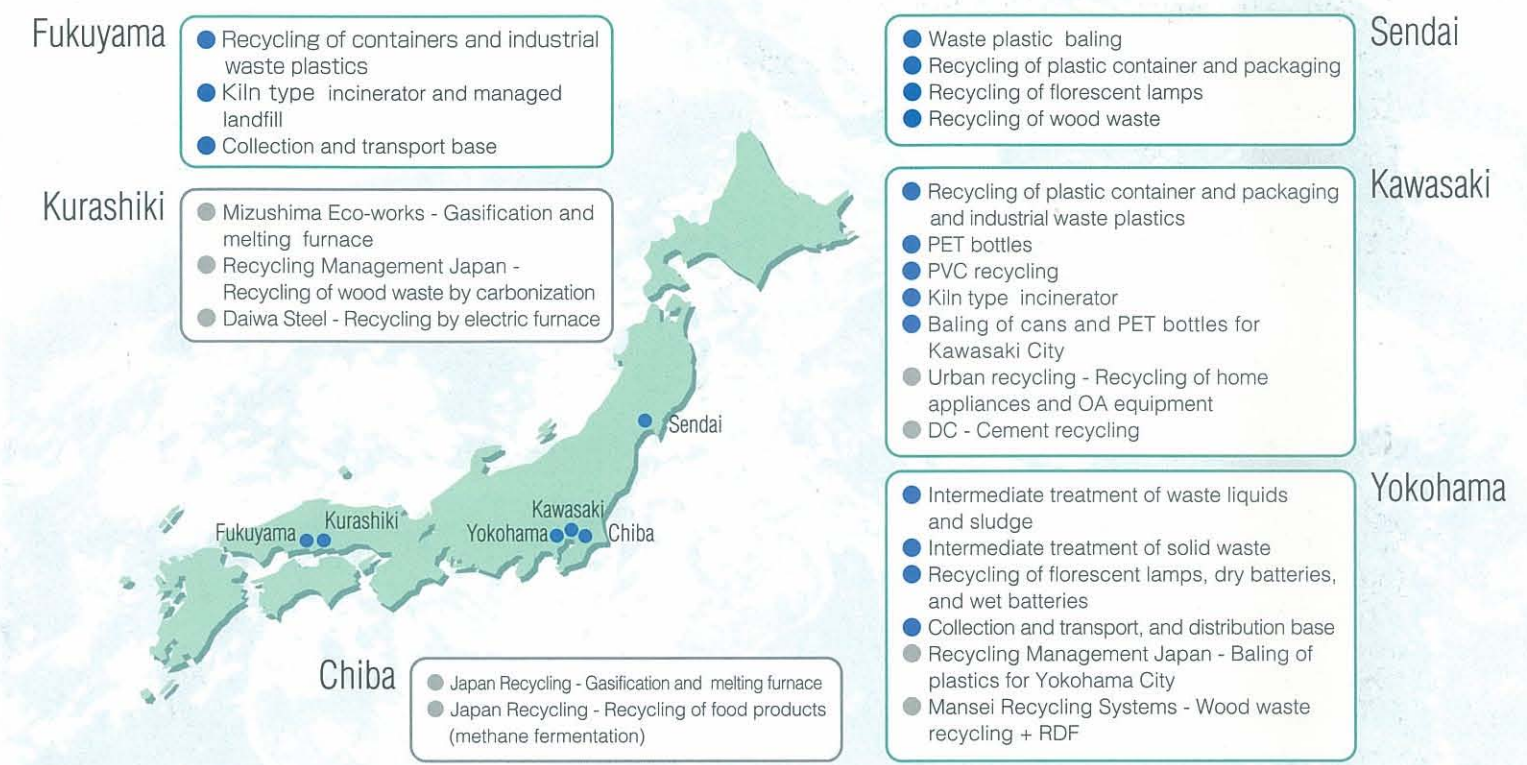 Fukuyama
Recycling of containers and industrial
waste plastics
Kiln type incinerator and managed
landfill
Collection and transport base
Kurashiki
Mizushima Eco-works - Gasification and
melting furnace
Recycling Management Japan -
Recycling of wood waste by carbonization
Daiwa Steel - Recycling by electric furnace
Sendai
Waste plastic baling
Recycling of plastic container and packaging
Recycling of florescent lamps
Recycling of wood waste
Kawasaki
Recycling of plastic container and packaging
and industrial waste plastics
PET bottles
PVC recycling
Kiln type incinerator
Baling of cans and PET bottles for
Kawasaki City
Urban recycling - Recycling of home
appliances and OA equipment
DC - Cement recycling
Yokohama
Intermediate treatment of waste liquids
and sludge
Intermediate treatment of solid waste
Recycling of florescent lamps, dry batteries,
and wet batteries
Collection and transport, and distribution base
Recycling Management Japan - Baling of
plastics for Yokohama City
Mansei Recycling Systems - Wood waste
recycling + RDF
Sendai
Kawasaki
Yokohama
Chiba
Fukuyama
Kurashiki
Chiba
Japan Recycling - Gasification and melting furnace
Japan Recycling - Recycling of food products
(methane fermentation)